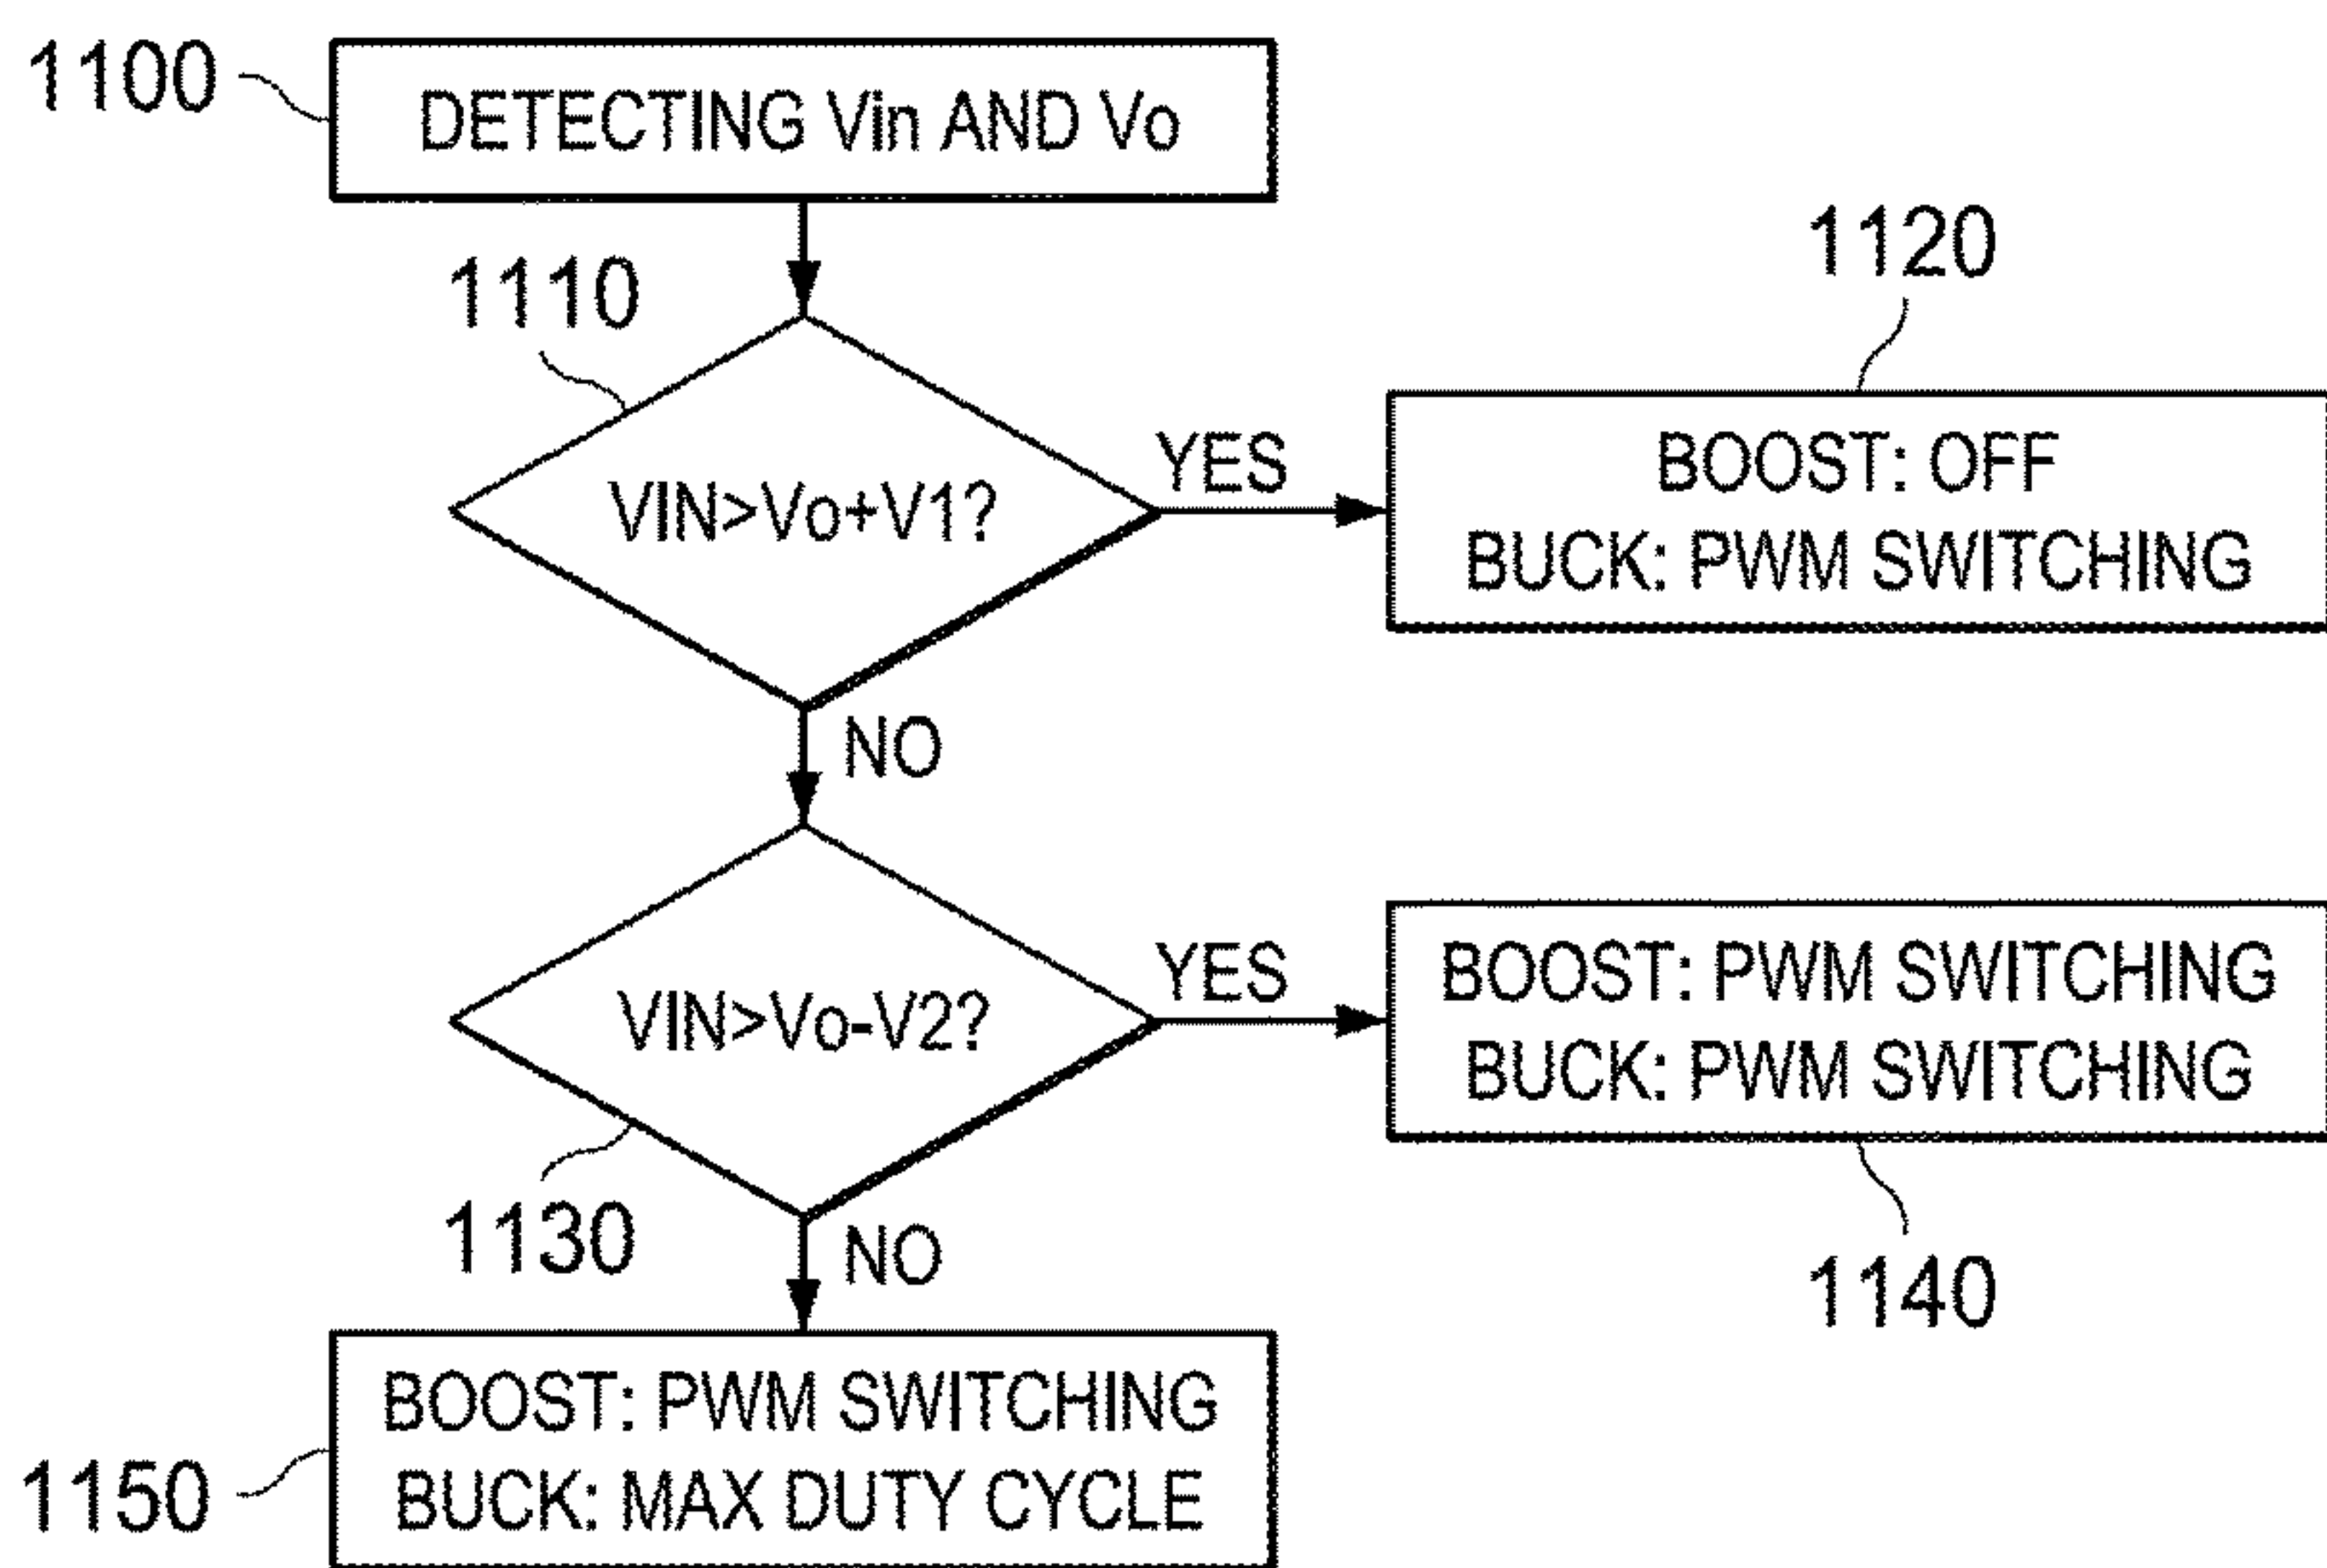 1100
DETECTING Vin AND Vo
1110
VIN>Vo+V1?
YES
1120
BOOST: OFF
BUCK: PWM SWITCHING
NO
1130
VIN>Vo-V2?
YES
BOOST: PWM SWITCHING
BUCK: PWM SWITCHING
1140
NO
1150
BOOST: PWM SWITCHING
BUCK: MAX DUTY CYCLE